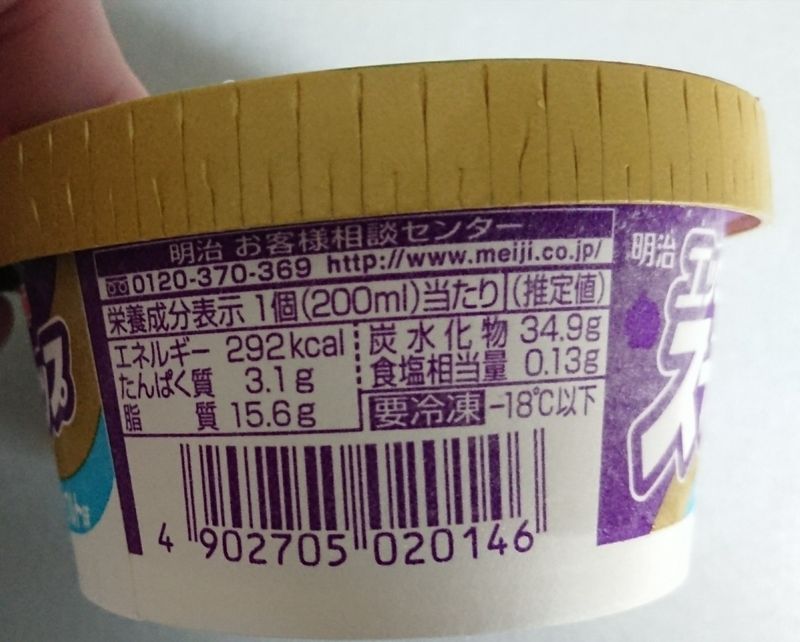 明治 お客様相談センター
0120-370-369 http://www.meiji.co.jp/
栄養成分表示 1個(200ml)当たり (推定値)
エネルギー 292kcal
たんぱく質 3.1g
脂質 15.6g
炭水化物 34.9g
食塩相当量 0.13g
要冷凍 -18℃以下
4 902705 020146
明治
エ
ス
ップ